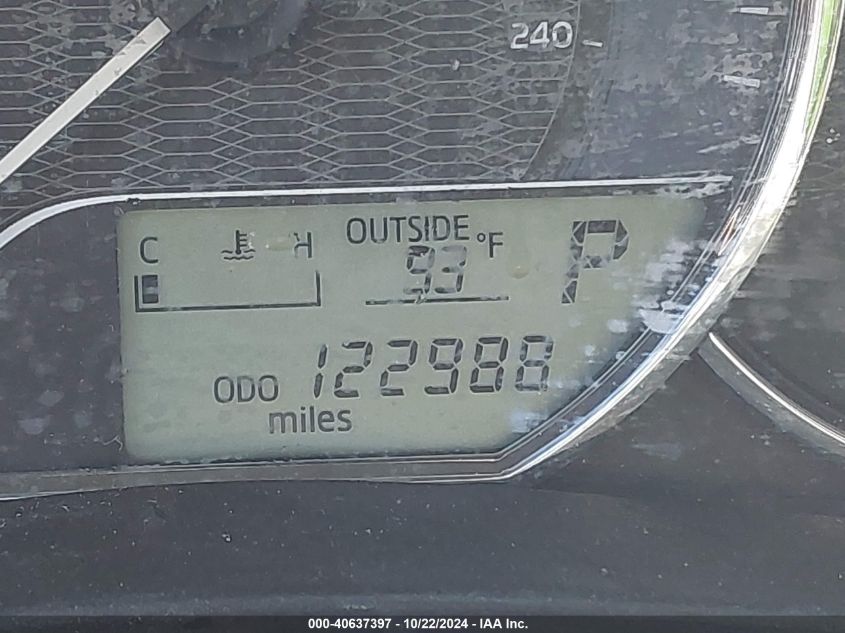 240
C H OUTSIDE °F P
93
ODO 122988
miles
000-40637397 - 10/22/2024 - IAA Inc.